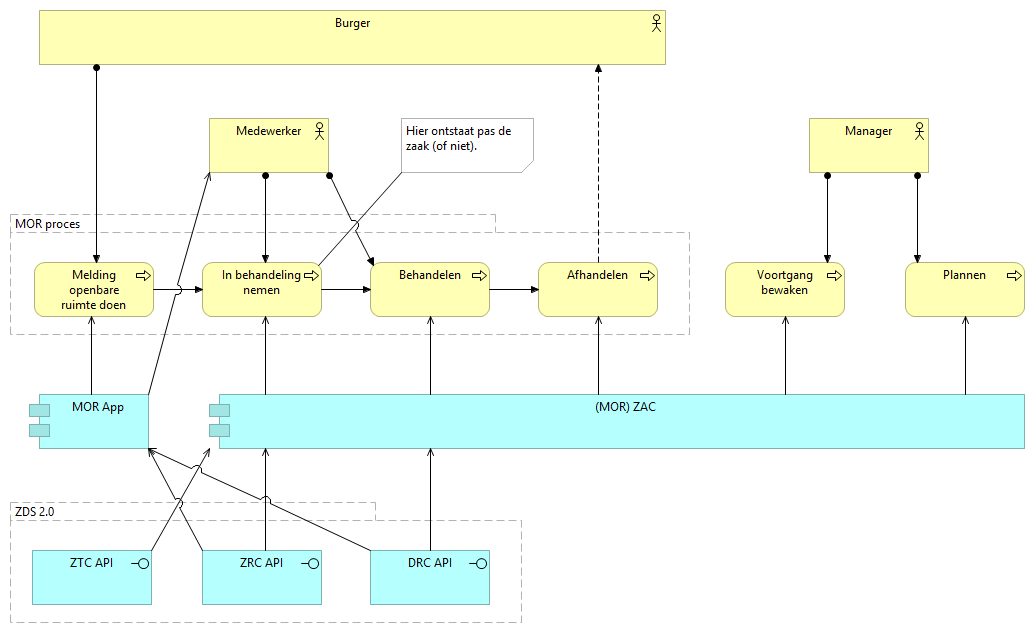 Burger
Medewerker
Hier ontstaat pas de
zaak (of niet).
Manager
MOR proces
Melding
openbare
ruimte doen
In behandeling
nemen
Behandelen
Afhandelen
Voortgang
bewaken
Plannen
MOR App
(MOR) ZAC
ZDS 2.0
ZTC API
ZRC API
DRC API